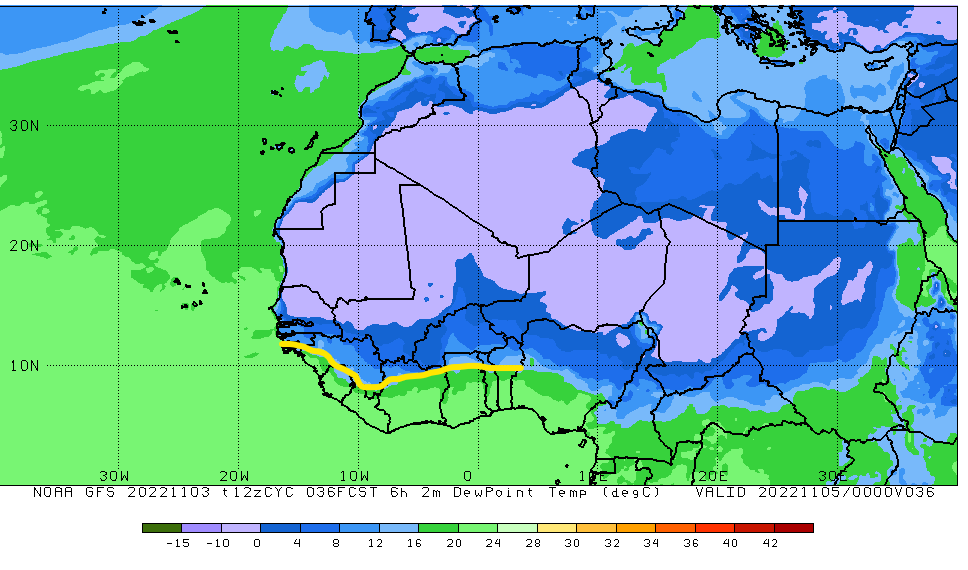 30N
20N
10N
30W 20W 10W 0 10E 20E 30E
NOAA GFS 20221103 t12zCYC 036FCST 6h 2m DewPoint Temp (degC) VALID 20221105/0000V036
-15 -10 0 4 8 12 16 20 24 28 30 32 34 36 40 42